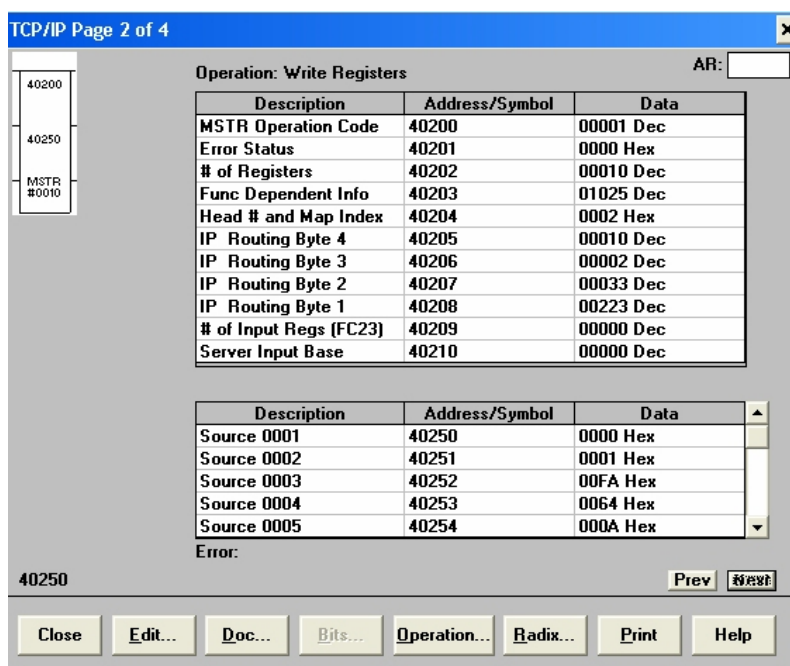 TCP/IP Page 2 of 4
40200
40250
MSTR
#0010
Operation: Write Registers
AR:
Description Address/Symbol Data
MSTR Operation Code 40200 00001 Dec
Error Status 40201 0000 Hex
# of Registers 40202 00010 Dec
Func Dependent Info 40203 01025 Dec
Head # and Map Index 40204 0002 Hex
IP Routing Byte 4 40205 00010 Dec
IP Routing Byte 3 40206 00002 Dec
IP Routing Byte 2 40207 00033 Dec
IP Routing Byte 1 40208 00223 Dec
# of Input Regs (FC23) 40209 00000 Dec
Server Input Base 40210 00000 Dec
Description Address/Symbol Data
Source 0001 40250 0000 Hex
Source 0002 40251 0001 Hex
Source 0003 40252 00FA Hex
Source 0004 40253 0064 Hex
Source 0005 40254 000A Hex
Error:
40250 Prev Next
Close Edit... Doc... Bits... Operation... Radix... Print Help